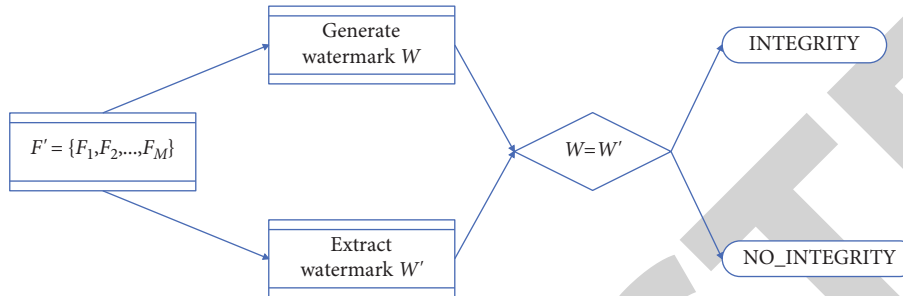 Generate
watermark W
INTEGRITY
F' = {F1,F2,...,FM}
W=W'
Extract
watermark W'
NO_INTEGRITY